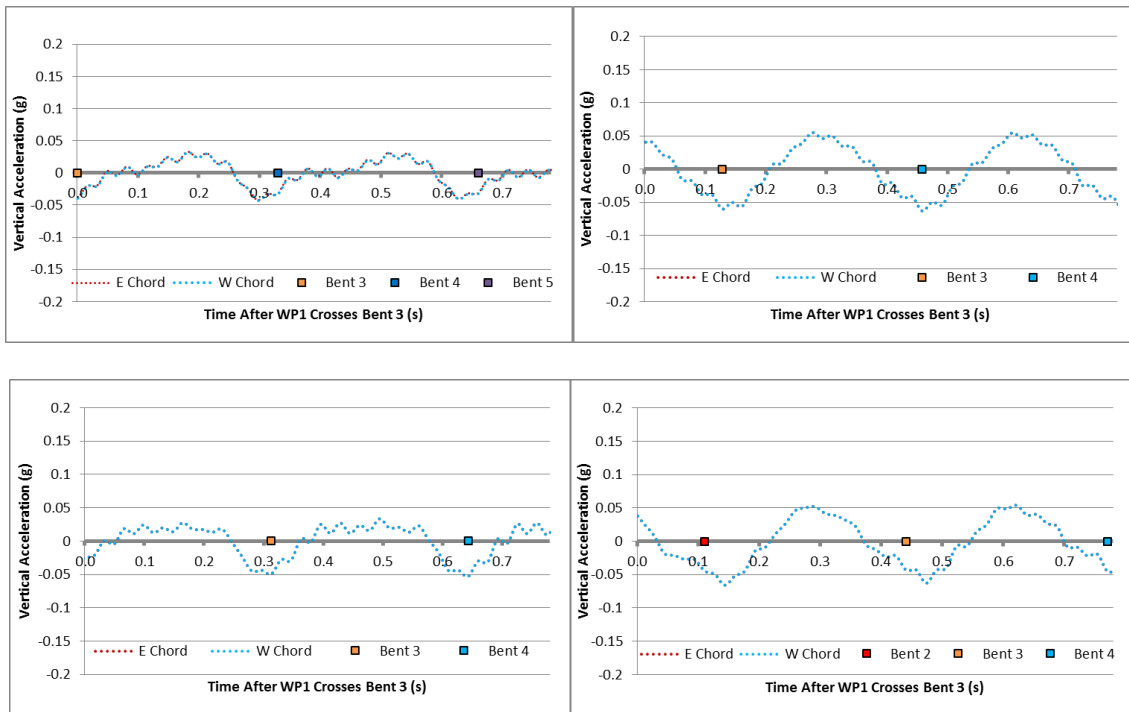 0.2
0.15
0.1
0.05
0
-0.05
-0.1
-0.15
-0.2
Vertical Acceleration (g)
0.0 0.1 0.2 0.3 0.4 0.5 0.6 0.7
E Chord W Chord Bent 3 Bent 4 Bent 5
Time After WP1 Crosses Bent 3 (s)
0.2
0.15
0.1
0.05
0
-0.05
-0.1
-0.15
-0.2
Vertical Acceleration (g)
0.0 0.1 0.2 0.3 0.4 0.5 0.6 0.7
E Chord W Chord Bent 3 Bent 4
Time After WP1 Crosses Bent 3 (s)
0.2
0.15
0.1
0.05
0
-0.05
-0.1
-0.15
-0.2
Vertical Acceleration (g)
0.0 0.1 0.2 0.3 0.4 0.5 0.6 0.7
E Chord W Chord Bent 3 Bent 4
Time After WP1 Crosses Bent 3 (s)
0.2
0.15
0.1
0.05
0
-0.05
-0.1
-0.15
-0.2
Vertical Acceleration (g)
0.0 0.1 0.2 0.3 0.4 0.5 0.6 0.7
E Chord W Chord Bent 2 Bent 3 Bent 4
Time After WP1 Crosses Bent 3 (s)